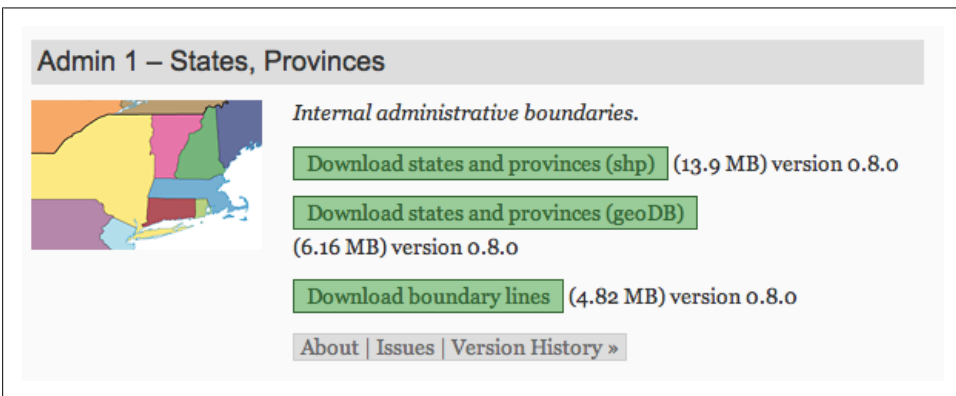 Admin 1 – States, Provinces
Internal administrative boundaries.
Download states and provinces (shp) (13.9 MB) version 0.8.0
Download states and provinces (geoDB)
(6.16 MB) version 0.8.0
Download boundary lines (4.82 MB) version 0.8.0
About | Issues | Version History »